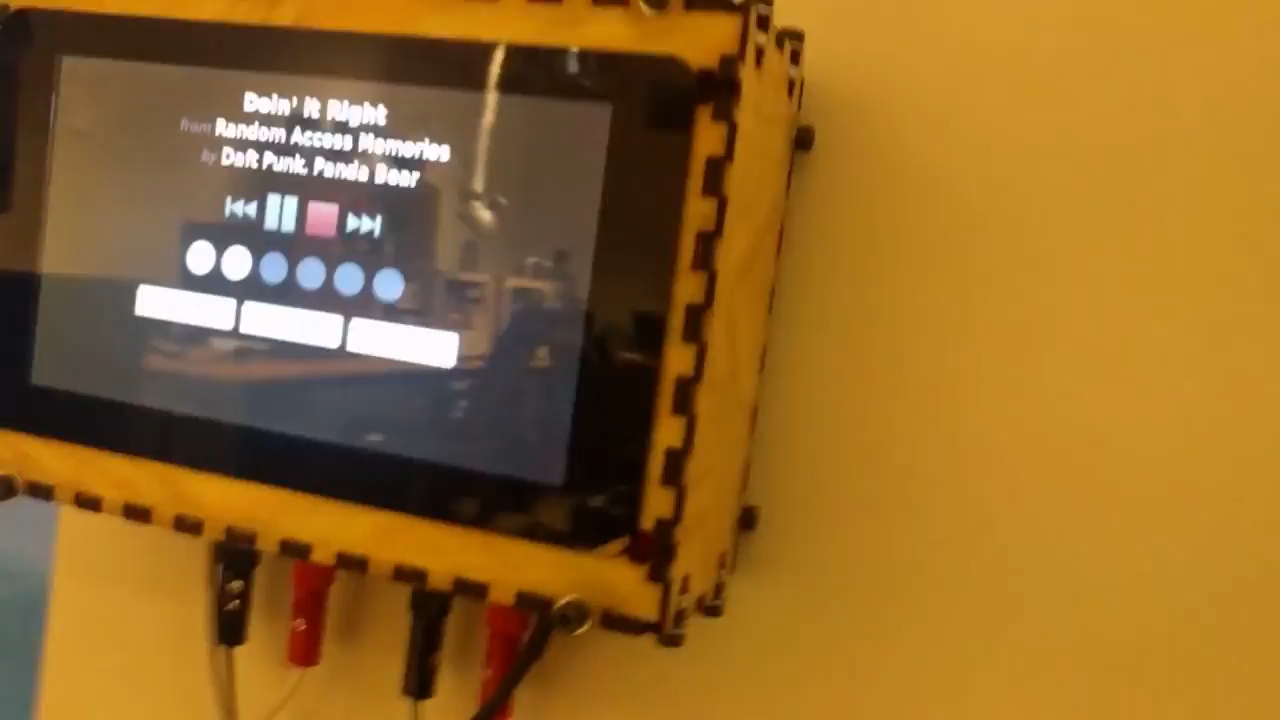 Doin' it Right
from Random Access Memories
by Daft Punk, Panda Bear